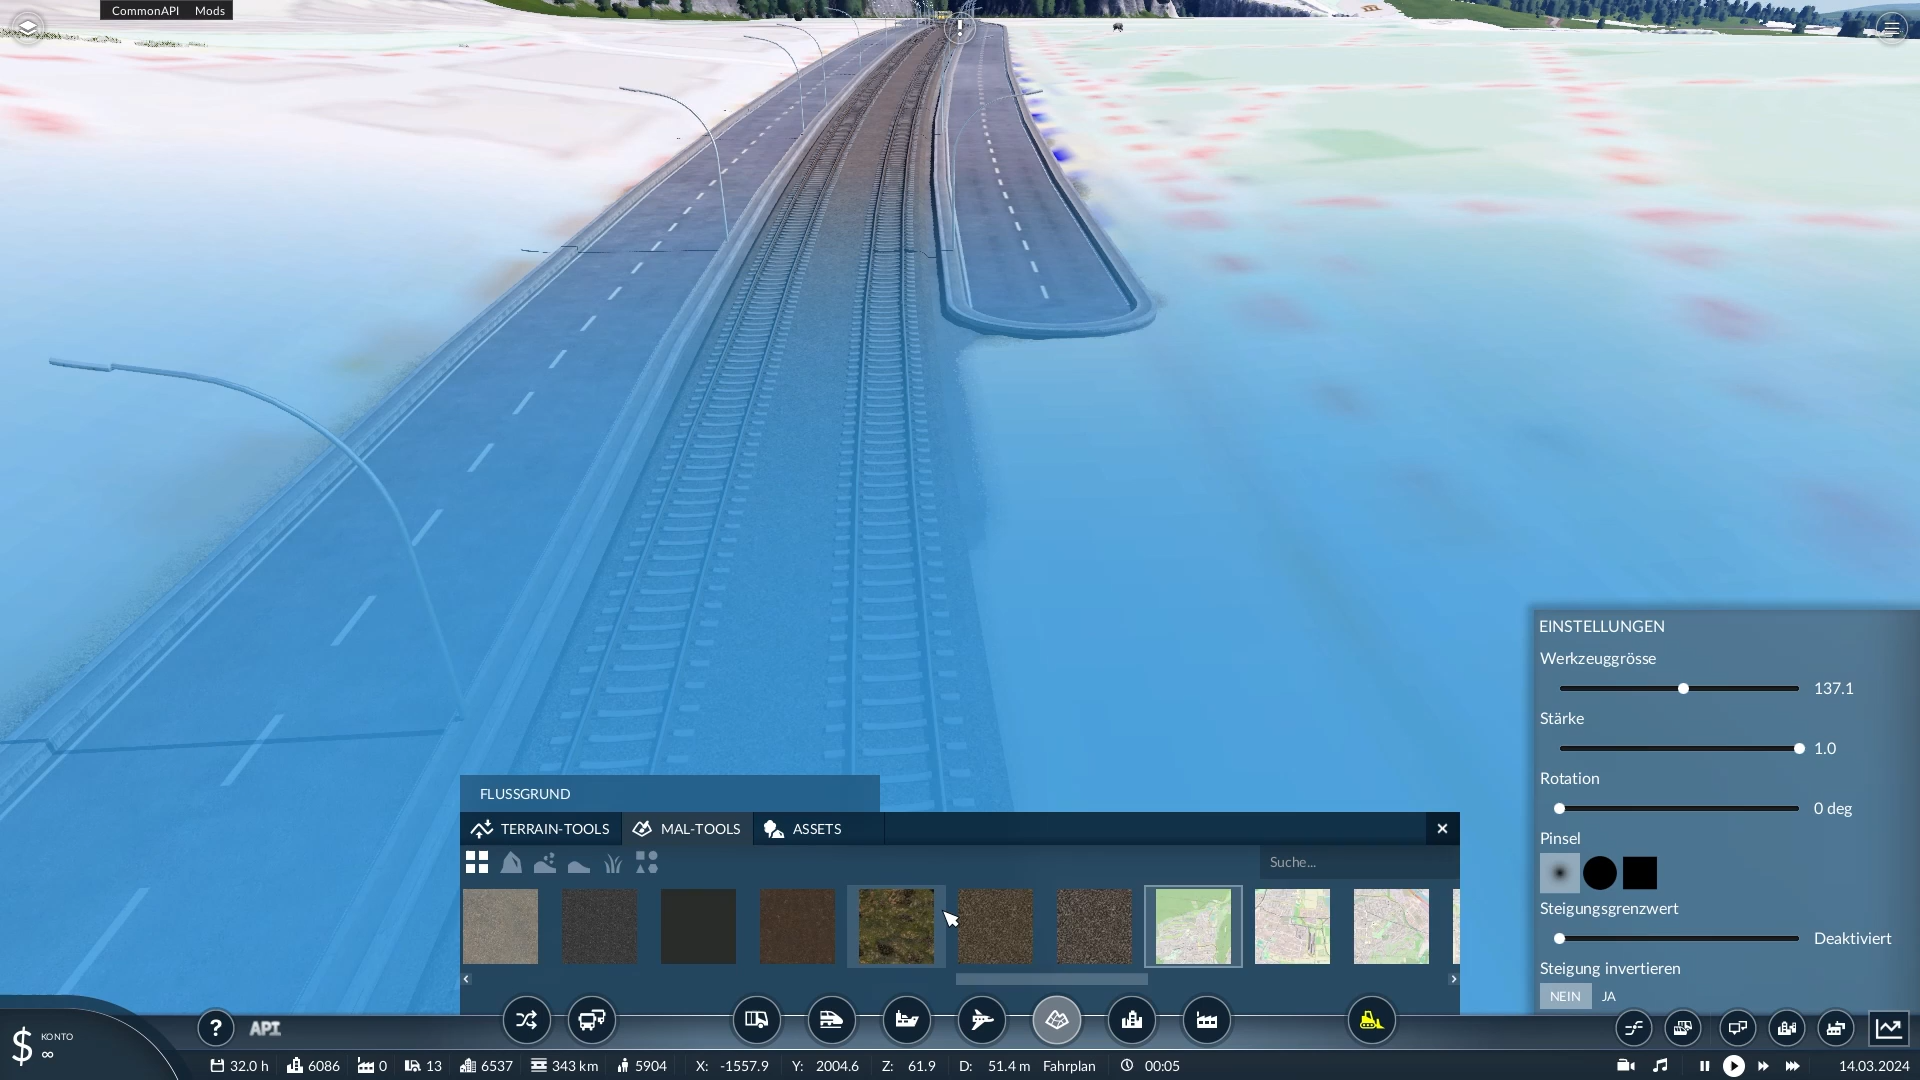 CommonAPI Mods
EINSTELLUNGEN
Werkzeuggrösse
137.1
Stärke
1.0
Rotation
0 deg
Pinsel
Steigungsgrenzwert
Deaktiviert
Steigung invertieren
NEIN JA
FLUSSGRUND
TERRAIN-TOOLS MAL-TOOLS ASSETS
Suche...
$ KONTO
∞
? API
32.0 h 6086 0 13 6537 343 km 5904 X: -1557.9 Y: 2004.6 Z: 61.9 D: 51.4 m Fahrplan 00:05 14.03.2024